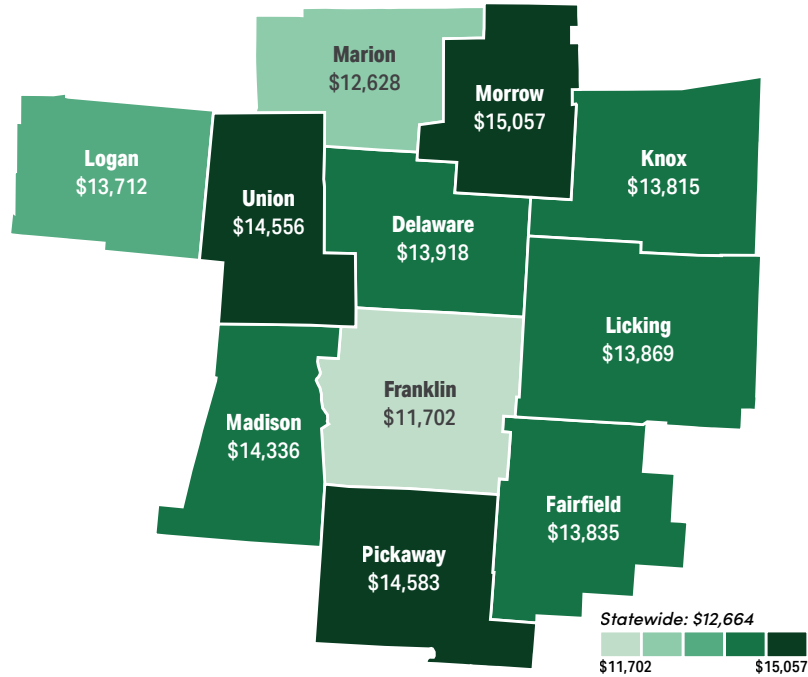 Marion
$12,628
Morrow
$15,057
Logan
$13,712
Knox
$13,815
Union
$14,556
Delaware
$13,918
Licking
$13,869
Franklin
$11,702
Madison
$14,336
Fairfield
$13,835
Pickaway
$14,583
Statewide: $12,664
$11,702 $15,057